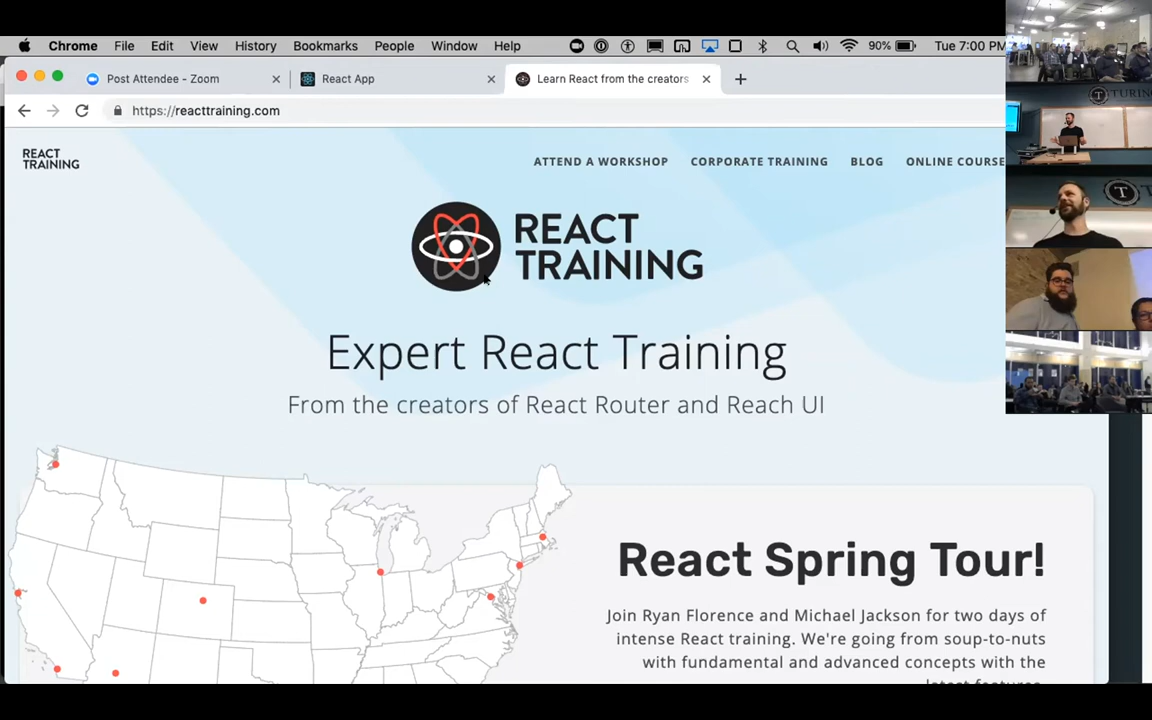 Chrome File Edit View History Bookmarks People Window Help 90% Tue 7:00 PM
Post Attendee - Zoom
React App
Learn React from the creators
https://reacttraining.com
REACT
TRAINING
ATTEND A WORKSHOP CORPORATE TRAINING BLOG ONLINE COURSE
REACT
TRAINING
Expert React Training
From the creators of React Router and Reach UI
React Spring Tour!
Join Ryan Florence and Michael Jackson for two days of
intense React training. We're going from soup-to-nuts
with fundamental and advanced concepts with the
latest features.
T TURIN
T